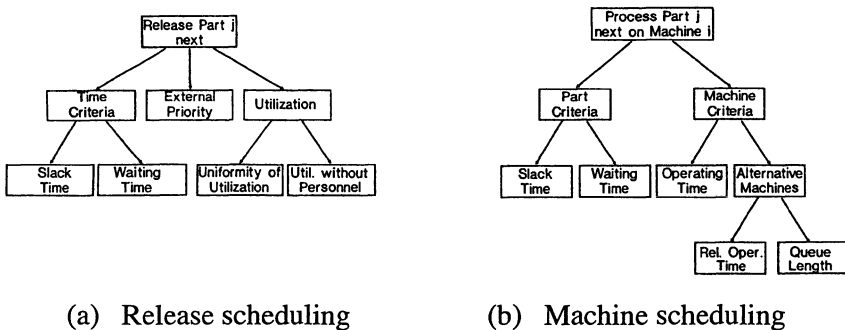 Release Part j
next
Time
Criteria
External
Priority
Utilization
Slack
Time
Waiting
Time
Uniformity of
Utilization
Util. without
Personnel
(a) Release scheduling
Process Part j
next on Machine i
Part
Criteria
Machine
Criteria
Slack
Time
Waiting
Time
Operating
Time
Alternative
Machines
Rel. Oper.
Time
Queue
Length
(b) Machine scheduling